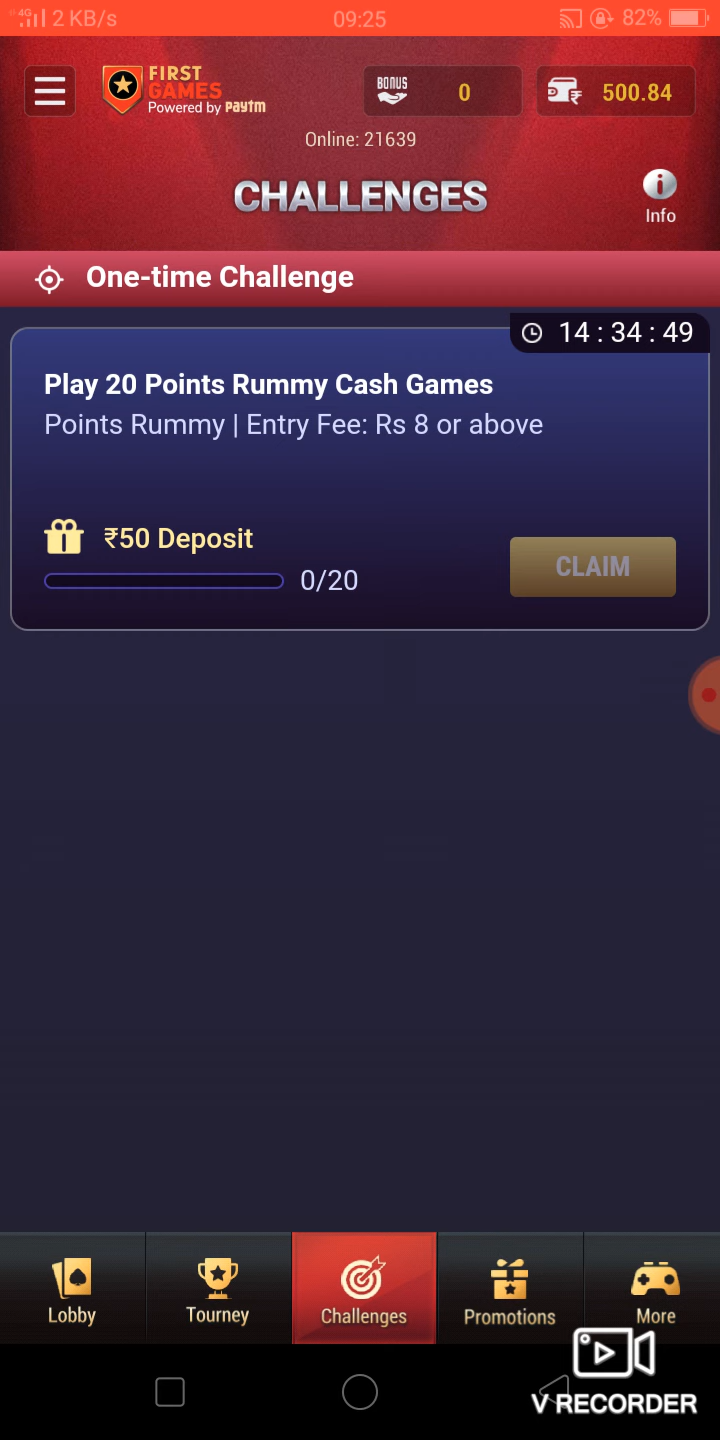 4G 2 KB/s 09:25 82%
FIRST GAMES
Powered by Paytm
BONUS 0 500.84
Online: 21639
CHALLENGES
Info
One-time Challenge
14 : 34 : 49
Play 20 Points Rummy Cash Games
Points Rummy | Entry Fee: Rs 8 or above
₹50 Deposit
0/20
CLAIM
Lobby Tourney Challenges Promotions More
V RECORDER